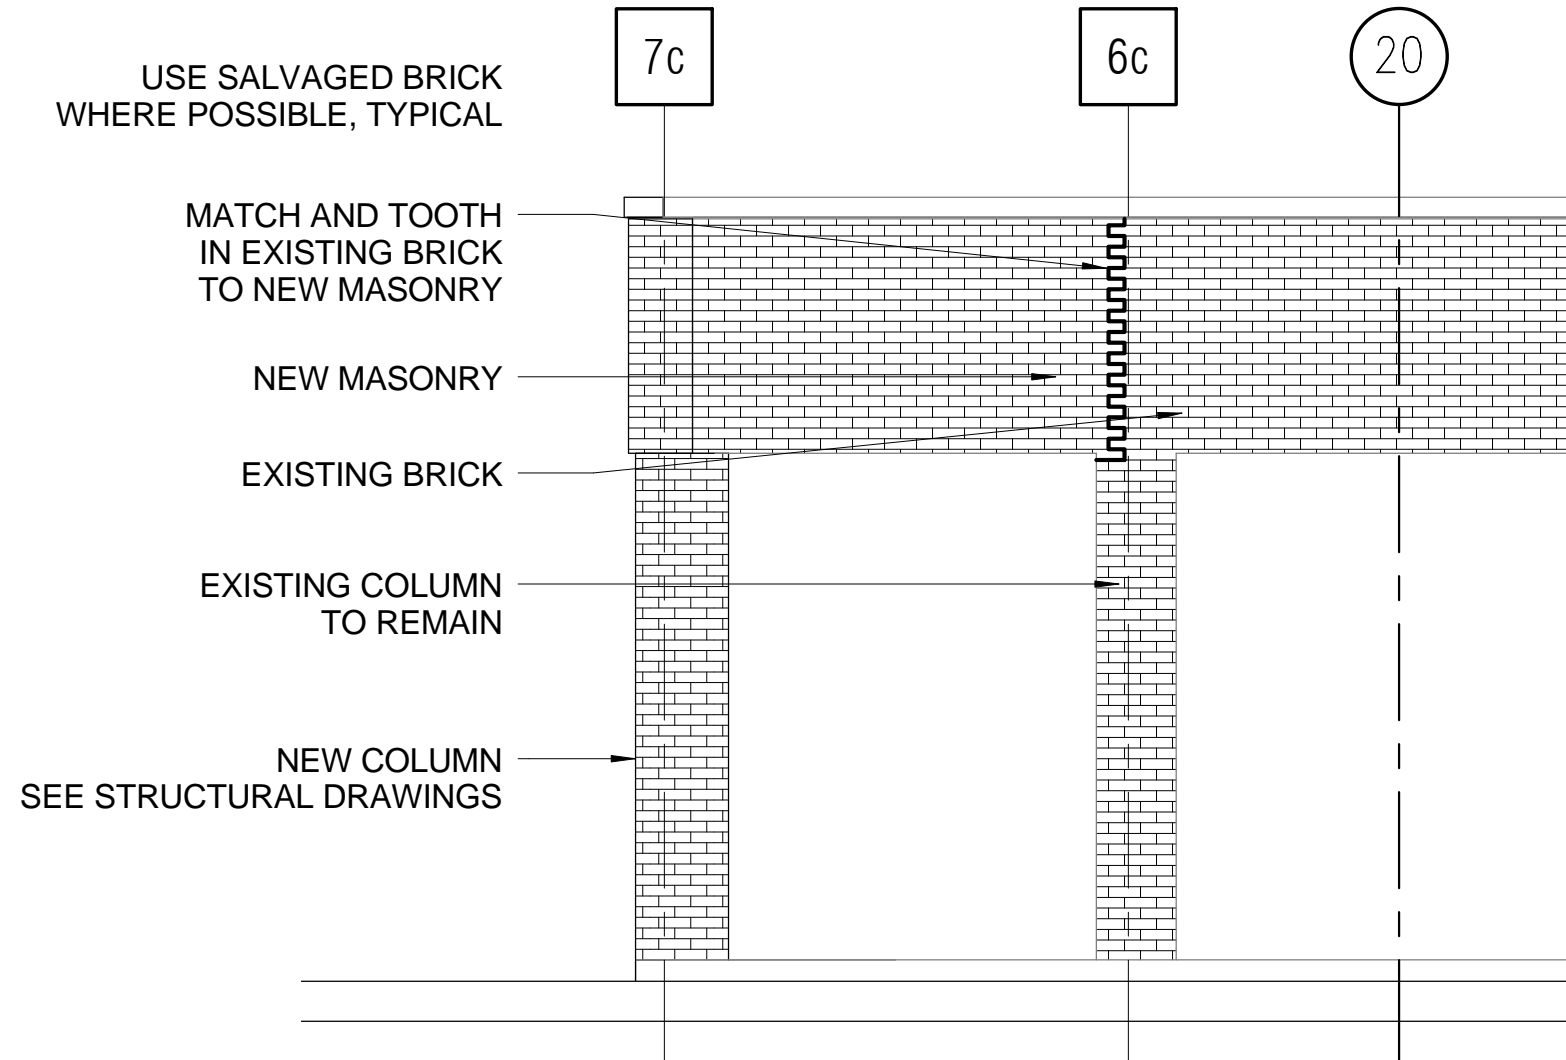 7c
6c
20
USE SALVAGED BRICK
WHERE POSSIBLE, TYPICAL
MATCH AND TOOTH
IN EXISTING BRICK
TO NEW MASONRY
NEW MASONRY
EXISTING BRICK
EXISTING COLUMN
TO REMAIN
NEW COLUMN
SEE STRUCTURAL DRAWINGS